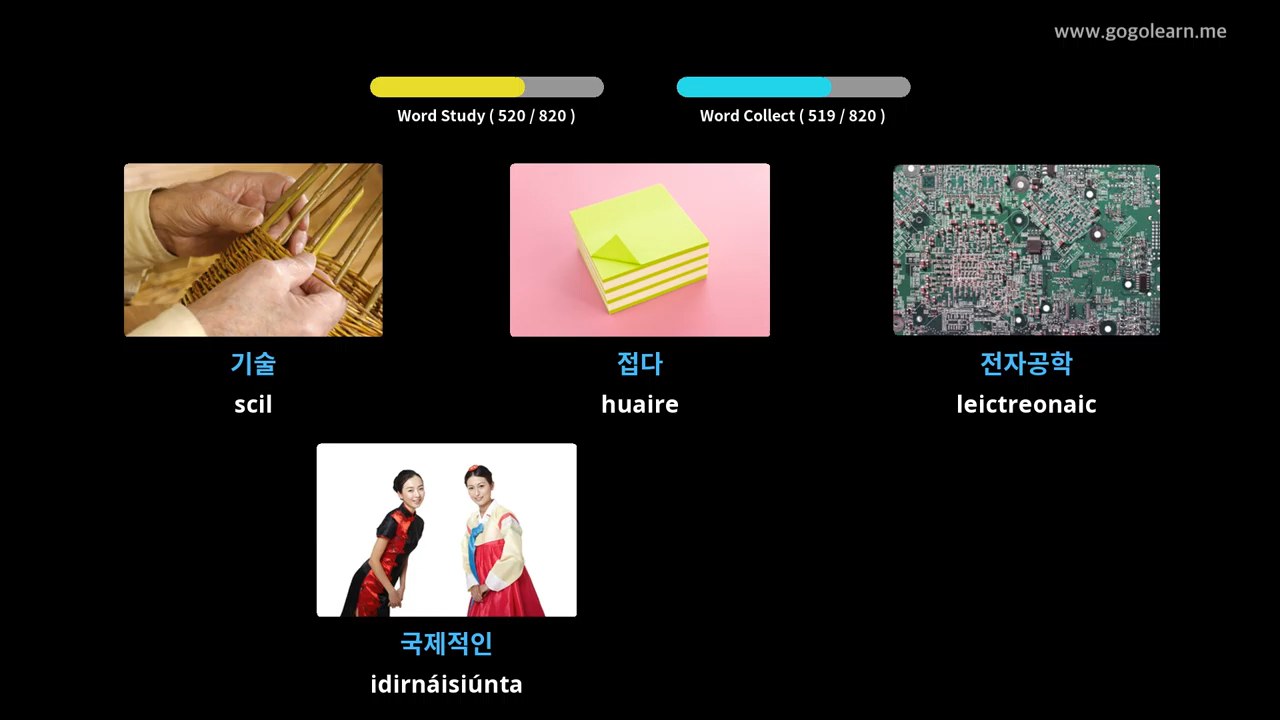 www.gogolearn.me
Word Study ( 520 / 820 )
Word Collect ( 519 / 820 )
기술
scil
접다
huaire
전자공학
leictreonaic
국제적인
idirnáisiúnta